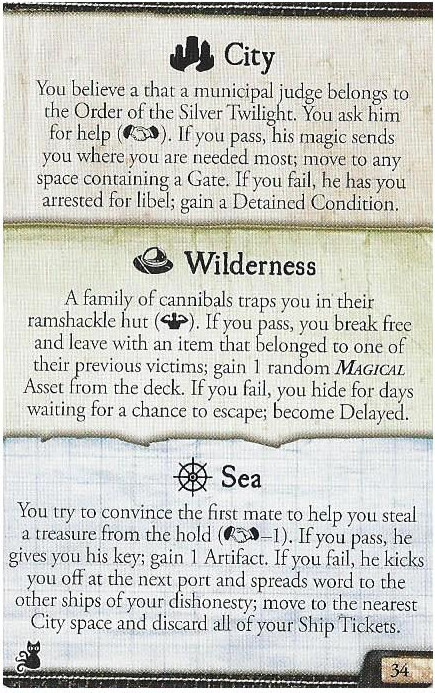 City
You believe a that a municipal judge belongs to
the Order of the Silver Twilight. You ask him
for help ( ). If you pass, his magic sends
you where you are needed most; move to any
space containing a Gate. If you fail, he has you
arrested for libel; gain a Detained Condition.
Wilderness
A family of cannibals traps you in their
ramshackle hut ( ). If you pass, you break free
and leave with an item that belonged to one of
their previous victims; gain 1 random MAGICAL
Asset from the deck. If you fail, you hide for days
waiting for a chance to escape; become Delayed.
Sea
You try to convince the first mate to help you steal
a treasure from the hold ( –1). If you pass, he
gives you his key; gain 1 Artifact. If you fail, he kicks
you off at the next port and spreads word to the
other ships of your dishonesty; move to the nearest
City space and discard all of your Ship Tickets.
34